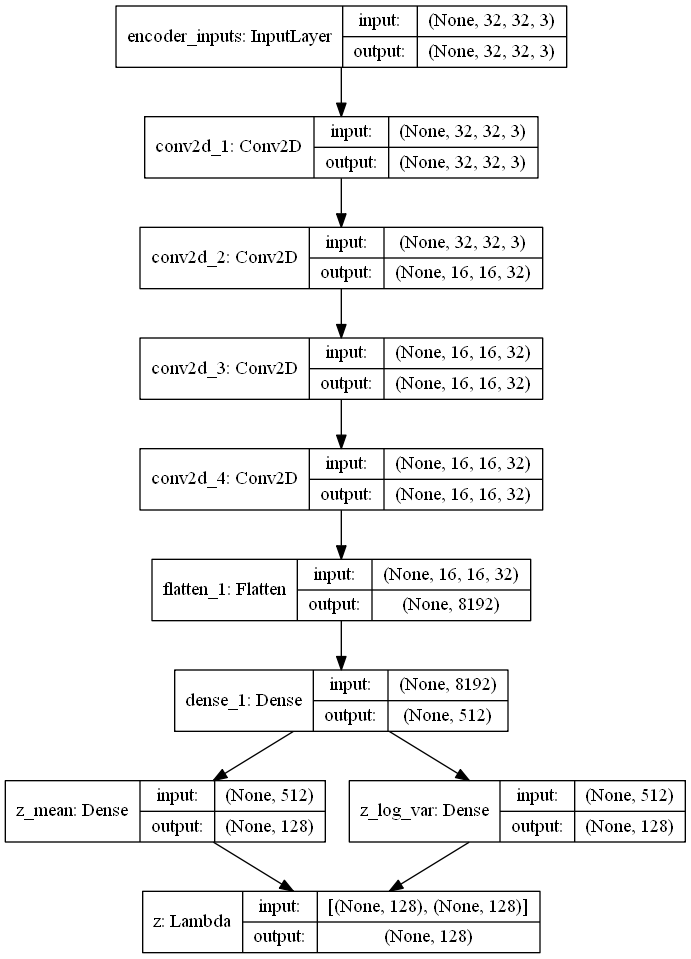 encoder_inputs: InputLayer
input: (None, 32, 32, 3)
output: (None, 32, 32, 3)
conv2d_1: Conv2D
input: (None, 32, 32, 3)
output: (None, 32, 32, 3)
conv2d_2: Conv2D
input: (None, 32, 32, 3)
output: (None, 16, 16, 32)
conv2d_3: Conv2D
input: (None, 16, 16, 32)
output: (None, 16, 16, 32)
conv2d_4: Conv2D
input: (None, 16, 16, 32)
output: (None, 16, 16, 32)
flatten_1: Flatten
input: (None, 16, 16, 32)
output: (None, 8192)
dense_1: Dense
input: (None, 8192)
output: (None, 512)
z_mean: Dense
input: (None, 512)
output: (None, 128)
z_log_var: Dense
input: (None, 512)
output: (None, 128)
z: Lambda
input: [(None, 128), (None, 128)]
output: (None, 128)